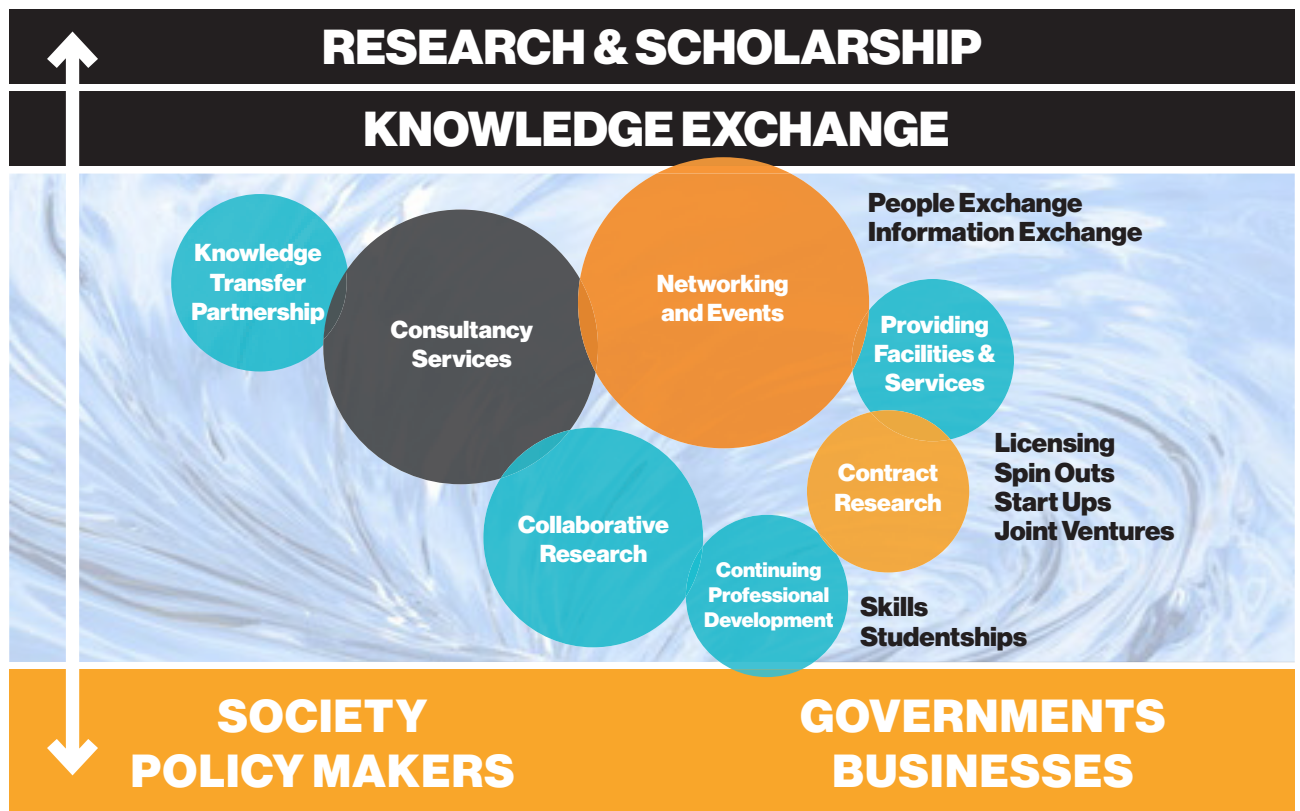 RESEARCH & SCHOLARSHIP
KNOWLEDGE EXCHANGE
Knowledge
Transfer
Partnership
Consultancy
Services
Networking
and Events
People Exchange
Information Exchange
Providing
Facilities &
Services
Contract
Research
Licensing
Spin Outs
Start Ups
Joint Ventures
Collaborative
Research
Continuing
Professional
Development
Skills
Studentships
SOCIETY
POLICY MAKERS
GOVERNMENTS
BUSINESSES